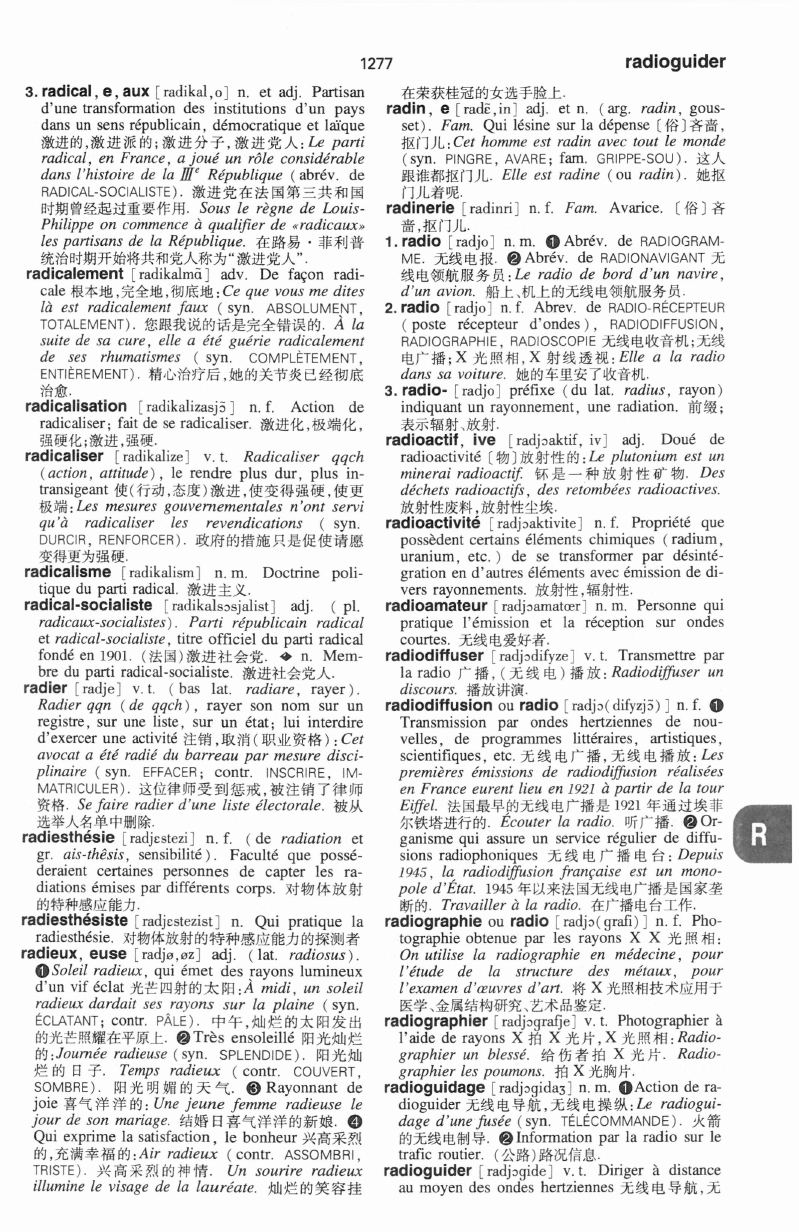 1277
radioguider
3. radical, e, aux [radikal,o] n. et adj. Partisan
d'une transformation des institutions d'un pays
dans un sens républicain, démocratique et laïque
激进的,激进派的; 激进分子, 激进党人: Le parti
radical, en France, a joué un rôle considérable
dans l'histoire de la IIIe République (abrév. de
RADICAL-SOCIALISTE). 激进党在法国第三共和国
时期曾经起过重要作用. Sous le règne de Louis-
Philippe on commence à qualifier de «radicaux»
les partisans de la République. 在路易·菲利普
统治时期开始将共和党人称为“激进党人”.
radicalement [radikalmɑ̃] adv. De façon radi-
cale 根本地,完全地,彻底地: Ce que vous me dites
là est radicalement faux (syn. ABSOLUMENT,
TOTALEMENT). 您跟我说的话是完全错误的. À la
suite de sa cure, elle a été guérie radicalement
de ses rhumatismes (syn. COMPLÈTEMENT,
ENTIÈREMENT). 精心治疗后,她的关节炎已经彻底
治愈.
radicalisation [radikalizasjɔ̃] n. f. Action de
radicaliser; fait de se radicaliser. 激进化,极端化,
强硬化;激进,强硬.
radicaliser [radikalize] v. t. Radicaliser qqch
(action, attitude), le rendre plus dur, plus in-
transigeant 使(行动,态度)激进,使变得强硬,使更
极端: Les mesures gouvernementales n'ont servi
qu'à radicaliser les revendications (syn.
DURCIR, RENFORCER). 政府的措施只是促使请愿
变得更为强硬.
radicalisme [radikalism] n. m. Doctrine poli-
tique du parti radical. 激进主义.
radical-socialiste [radikalsɔsjalist] adj. (pl.
radicaux-socialistes). Parti républicain radical
et radical-socialiste, titre officiel du parti radical
fondé en 1901. (法国)激进社会党. ◆ n. Mem-
bre du parti radical-socialiste. 激进社会党人.
radier [radje] v. t. (bas lat. radiare, rayer).
Radier qqn (de qqch), rayer son nom sur un
registre, sur une liste, sur un état; lui interdire
d'exercer une activité 注销,取消(职业资格): Cet
avocat a été radié du barreau par mesure disci-
plinaire (syn. EFFACER; contr. INSCRIRE, IM-
MATRICULER). 这位律师受到惩戒,被注销了律师
资格. Se faire radier d'une liste électorale. 被从
选举人名单中删除.
radiesthésie [radjɛstezi] n. f. (de radiation et
gr. ais-thêsis, sensibilité). Faculté que possé-
deraient certaines personnes de capter les ra-
diations émises par différents corps. 对物体放射
的特种感应能力.
radiesthésiste [radjɛstezist] n. Qui pratique la
radiesthésie. 对物体放射的特种感应能力的探测者
radieux, euse [radjø,øz] adj. (lat. radiosus).
❶Soleil radieux, qui émet des rayons lumineux
d'un vif éclat 光芒四射的太阳: À midi, un soleil
radieux dardait ses rayons sur la plaine (syn.
ÉCLATANT; contr. PÂLE). 中午,灿烂的太阳发出
的光芒照耀在平原上. ❷Très ensoleillé 阳光灿烂
的: Journée radieuse (syn. SPLENDIDE). 阳光灿
烂的日子. Temps radieux (contr. COUVERT,
SOMBRE). 阳光明媚的天气. ❸ Rayonnant de
joie 喜气洋洋的: Une jeune femme radieuse le
jour de son mariage. 结婚日喜气洋洋的新娘. ❹
Qui exprime la satisfaction, le bonheur 兴高采烈
的,充满幸福的: Air radieux (contr. ASSOMBRI,
TRISTE). 兴高采烈的神情. Un sourire radieux
illumine le visage de la lauréate. 灿烂的笑容挂
在荣获桂冠的女选手脸上.
radin, e [radɛ̃,in] adj. et n. (arg. radin, gous-
set). Fam. Qui lésine sur la dépense〔俗〕吝啬,
抠门儿: Cet homme est radin avec tout le monde
(syn. PINGRE, AVARE; fam. GRIPPE-SOU). 这人
跟谁都抠门儿. Elle est radine (ou radin). 她抠
门儿着呢.
radinerie [radinri] n. f. Fam. Avarice. 〔俗〕吝
啬,抠门儿.
1. radio [radjo] n. m. ❶ Abrév. de RADIOGRAM-
ME. 无线电报. ❷ Abrév. de RADIONAVIGANT 无
线电领航服务员: Le radio de bord d'un navire,
d'un avion. 船上、机上的无线电领航服务员.
2. radio [radjo] n. f. Abrev. de RADIO-RÉCEPTEUR
(poste récepteur d'ondes), RADIODIFFUSION,
RADIOGRAPHIE, RADIOSCOPIE 无线电收音机;无线
电广播; X 光照相, X 射线透视: Elle a la radio
dans sa voiture. 她的车里安了收音机.
3. radio- [radjo] préfixe (du lat. radius, rayon)
indiquant un rayonnement, une radiation. 前缀;
表示辐射、放射.
radioactif, ive [radjɔaktif, iv] adj. Doué de
radioactivité〔物〕放射性的: Le plutonium est un
minerai radioactif. 钚是一种放射性矿物. Des
déchets radioactifs, des retombées radioactives.
放射性废料,放射性尘埃.
radioactivité [radjɔaktivite] n. f. Propriété que
possèdent certains éléments chimiques (radium,
uranium, etc.) de se transformer par désinté-
gration en d'autres éléments avec émission de di-
vers rayonnements. 放射性,辐射性.
radioamateur [radjɔamatœr] n. m. Personne qui
pratique l'émission et la réception sur ondes
courtes. 无线电爱好者.
radiodiffuser [radjɔdifyze] v. t. Transmettre par
la radio 广播,(无线电)播放: Radiodiffuser un
discours. 播放讲演.
radiodiffusion ou radio [radjɔ(difyzjɔ̃)] n. f. ❶
Transmission par ondes hertziennes de nou-
velles, de programmes littéraires, artistiques,
scientifiques, etc. 无线电广播,无线电播放: Les
premières émissions de radiodiffusion réalisées
en France eurent lieu en 1921 à partir de la tour
Eiffel. 法国最早的无线电广播是 1921 年通过埃菲
尔铁塔进行的. Écouter la radio. 听广播. ❷ Or-
ganisme qui assure un service régulier de diffu-
sions radiophoniques 无线电广播电台: Depuis
1945, la radiodiffusion française est un mono-
pole d'État. 1945 年以来法国无线电广播是国家垄
断的. Travailler à la radio. 在广播电台工作.
radiographie ou radio [radjɔ(grafi)] n. f. Pho-
tographie obtenue par les rayons X X 光照相:
On utilise la radiographie en médecine, pour
l'étude de la structure des métaux, pour
l'examen d'œuvres d'art. 将 X 光照相技术应用于
医学、金属结构研究、艺术品鉴定.
radiographier [radjɔgrafje] v. t. Photographier à
l'aide de rayons X 拍 X 光片, X 光照相: Radio-
graphier un blessé. 给伤者拍 X 光片. Radio-
graphier les poumons. 拍 X 光胸片.
radioguidage [radjɔgidaʒ] n. m. ❶Action de ra-
dioguider 无线电导航,无线电操纵: Le radiogui-
dage d'une fusée (syn. TÉLÉCOMMANDE). 火箭
的无线电制导. ❷ Information par la radio sur le
trafic routier. (公路)路况信息.
radioguider [radjɔgide] v. t. Diriger à distance
au moyen des ondes hertziennes 无线电导航,无
R